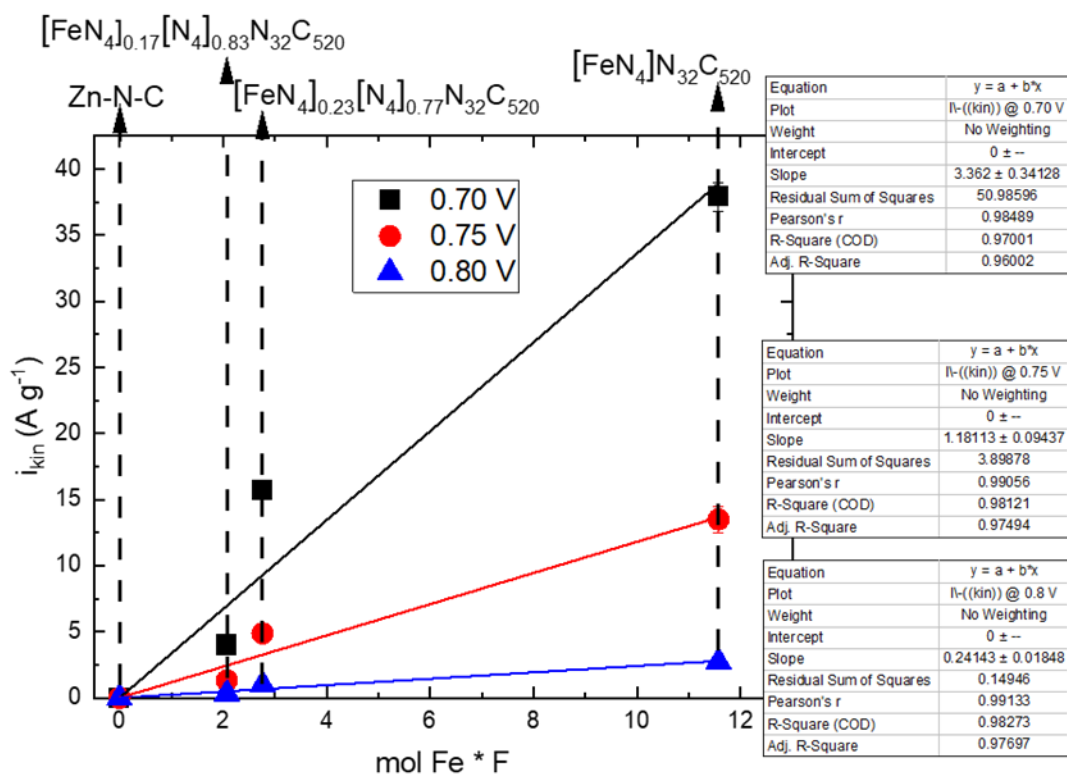 [FeN₄]₀.₁₇[N₄]₀.₈₃N₃₂C₅₂₀
Zn-N-C
[FeN₄]₀.₂₃[N₄]₀.₇₇N₃₂C₅₂₀
[FeN₄]N₃₂C₅₂₀
40
35
30
25
20
15
10
5
0
i_kin (A g⁻¹)
0.70 V
0.75 V
0.80 V
0 2 4 6 8 10 12
mol Fe * F
Equation y = a + b*x
Plot I\-((kin)) @ 0.70 V
Weight No Weighting
Intercept 0 ± --
Slope 3.362 ± 0.34128
Residual Sum of Squares 50.98596
Pearson's r 0.98489
R-Square (COD) 0.97001
Adj. R-Square 0.96002
Equation y = a + b*x
Plot I\-((kin)) @ 0.75 V
Weight No Weighting
Intercept 0 ± --
Slope 1.18113 ± 0.09437
Residual Sum of Squares 3.89878
Pearson's r 0.99056
R-Square (COD) 0.98121
Adj. R-Square 0.97494
Equation y = a + b*x
Plot I\-((kin)) @ 0.8 V
Weight No Weighting
Intercept 0 ± --
Slope 0.24143 ± 0.01848
Residual Sum of Squares 0.14946
Pearson's r 0.99133
R-Square (COD) 0.98273
Adj. R-Square 0.97697